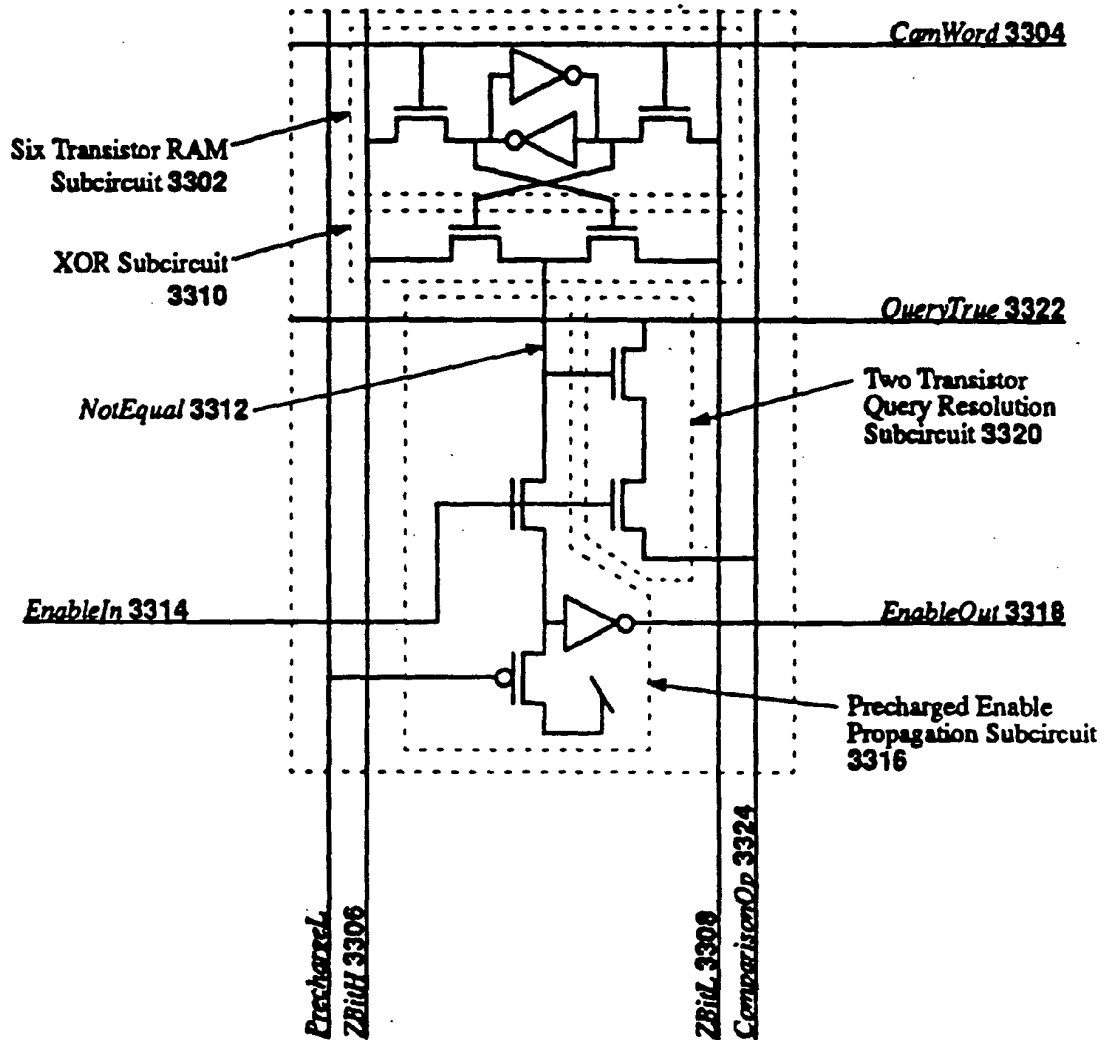 CamWord 3304
Six Transistor RAM
Subcircuit 3302
XOR Subcircuit
3310
QueryTrue 3322
NotEqual 3312
Two Transistor
Query Resolution
Subcircuit 3320
EnableIn 3314
EnableOut 3318
Precharged Enable
Propagation Subcircuit
3316
PrechargeL
ZBitH 3306
ZBitL 3308
ComparisonOp 3324